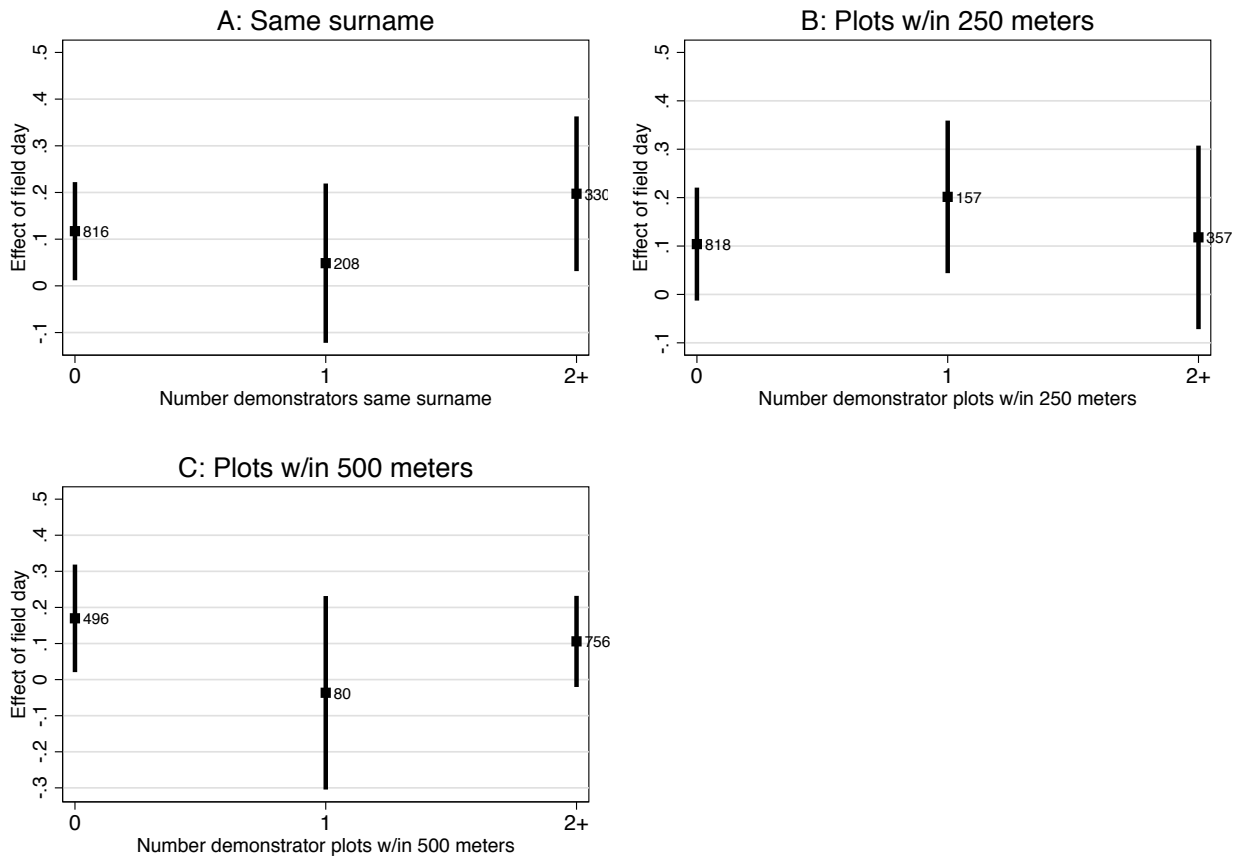 A: Same surname
.5
.4
.3
.2
.1
0
-.1
Effect of field day
816
208
330
0 1 2+
Number demonstrators same surname
B: Plots w/in 250 meters
.5
.4
.3
.2
.1
0
-.1
Effect of field day
818
157
357
0 1 2+
Number demonstrator plots w/in 250 meters
C: Plots w/in 500 meters
.5
.4
.3
.2
.1
0
-.1
-.2
-.3
Effect of field day
496
80
756
0 1 2+
Number demonstrator plots w/in 500 meters